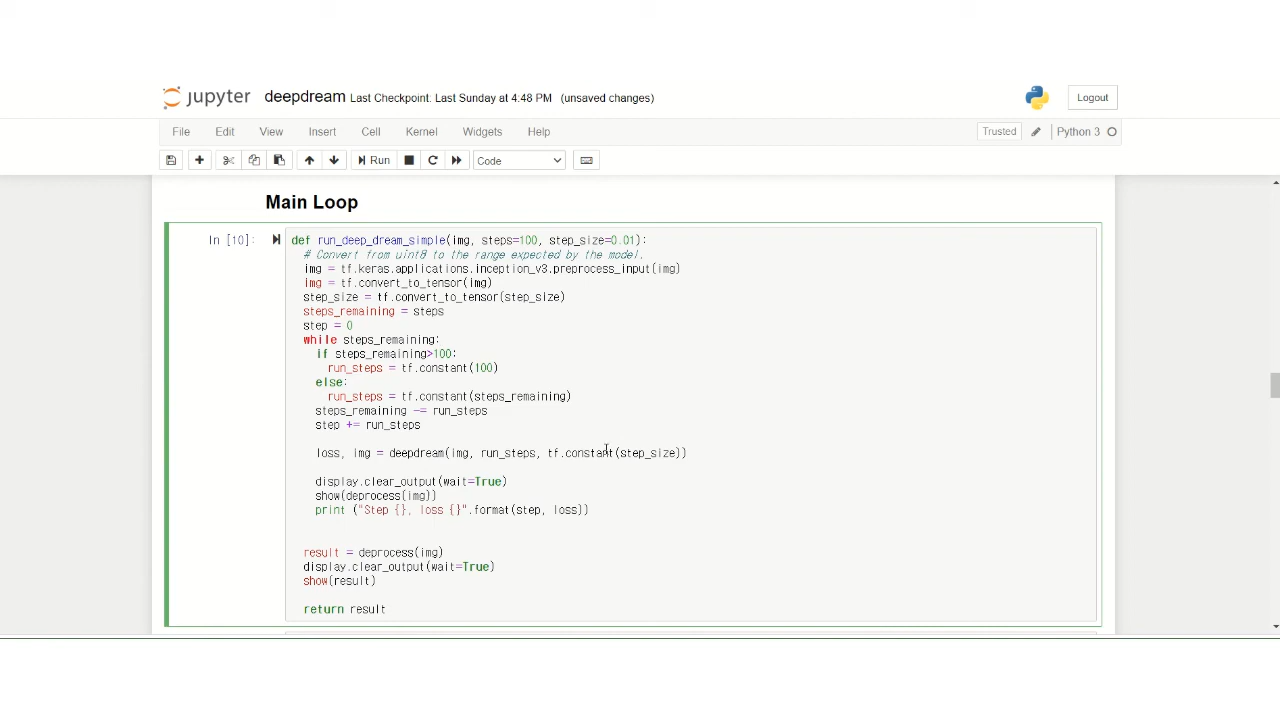 jupyter deepdream Last Checkpoint: Last Sunday at 4:48 PM (unsaved changes) Logout
File Edit View Insert Cell Kernel Widgets Help Trusted Python 3
Run Code
Main Loop
In [10]: def run_deep_dream_simple(img, steps=100, step_size=0.01):
# Convert from uint8 to the range expected by the model.
img = tf.keras.applications.inception_v3.preprocess_input(img)
img = tf.convert_to_tensor(img)
step_size = tf.convert_to_tensor(step_size)
steps_remaining = steps
step = 0
while steps_remaining:
if steps_remaining>100:
run_steps = tf.constant(100)
else:
run_steps = tf.constant(steps_remaining)
steps_remaining -= run_steps
step += run_steps
loss, img = deepdream(img, run_steps, tf.constant(step_size))
display.clear_output(wait=True)
show(deprocess(img))
print ("Step {}, loss {}".format(step, loss))
result = deprocess(img)
display.clear_output(wait=True)
show(result)
return result